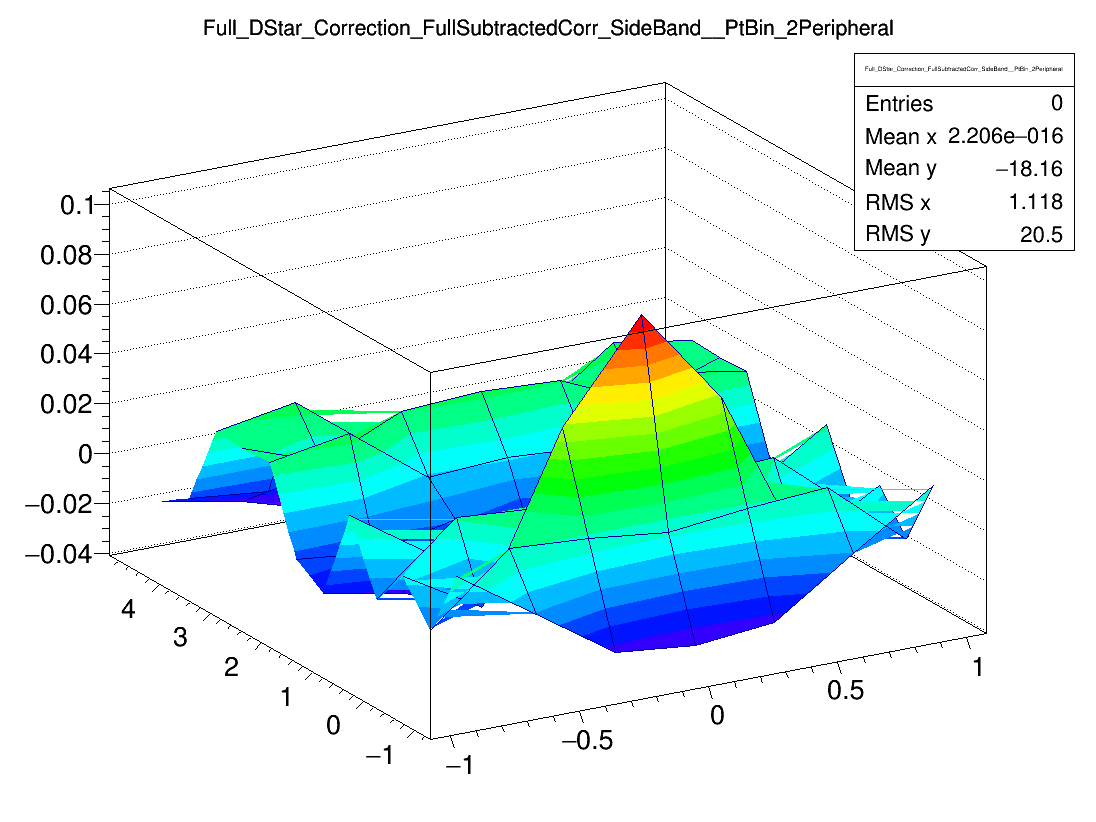 Full_DStar_Correction_FullSubtractedCorr_SideBand__PtBin_2Peripheral
Full_DStar_Correction_FullSubtractedCorr_SideBand__PtBin_2Peripheral
Entries 0
Mean x 2.206e−016
Mean y −18.16
RMS x 1.118
RMS y 20.5
0.1
0.08
0.06
0.04
0.02
0
−0.02
−0.04
4
3
2
1
0
−1
−1
−0.5
0
0.5
1